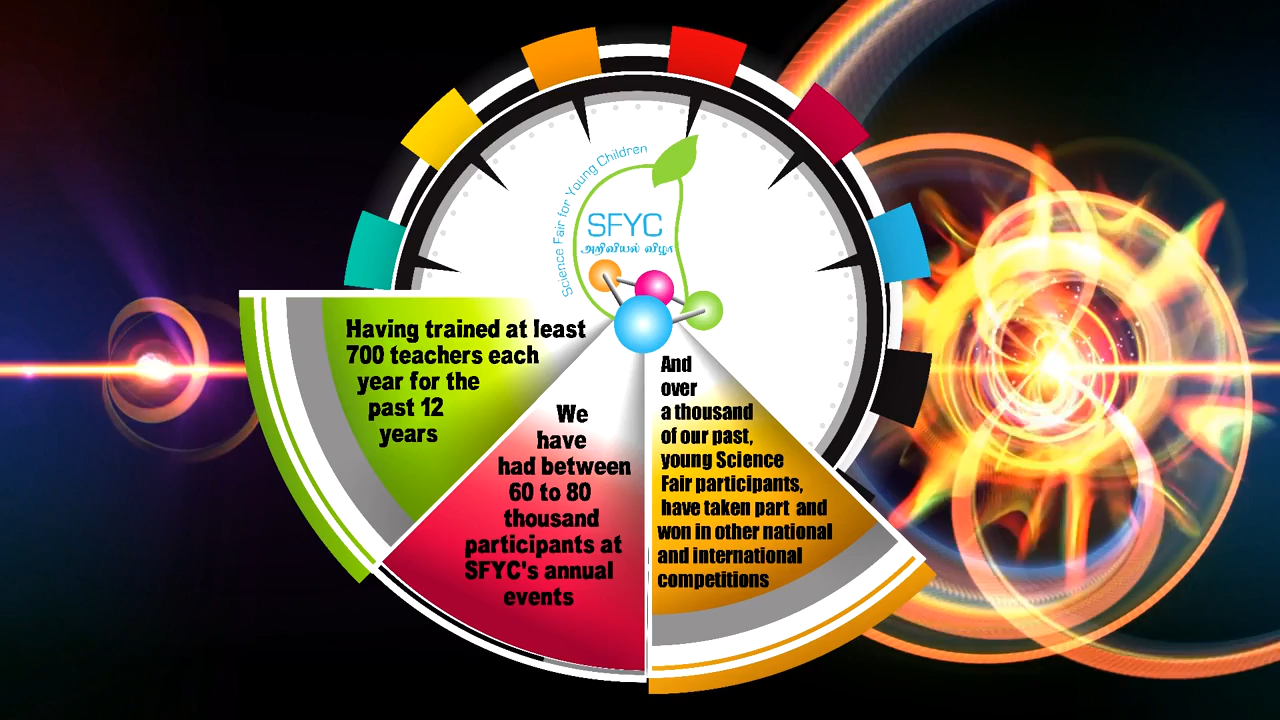 Science Fair for Young Children
SFYC
அறிவியல் விழா
Having trained at least
700 teachers each
year for the
past 12
years
We
have
had between
60 to 80
thousand
participants at
SFYC's annual
events
And
over
a thousand
of our past,
young Science
Fair participants,
have taken part and
won in other national
and international
competitions